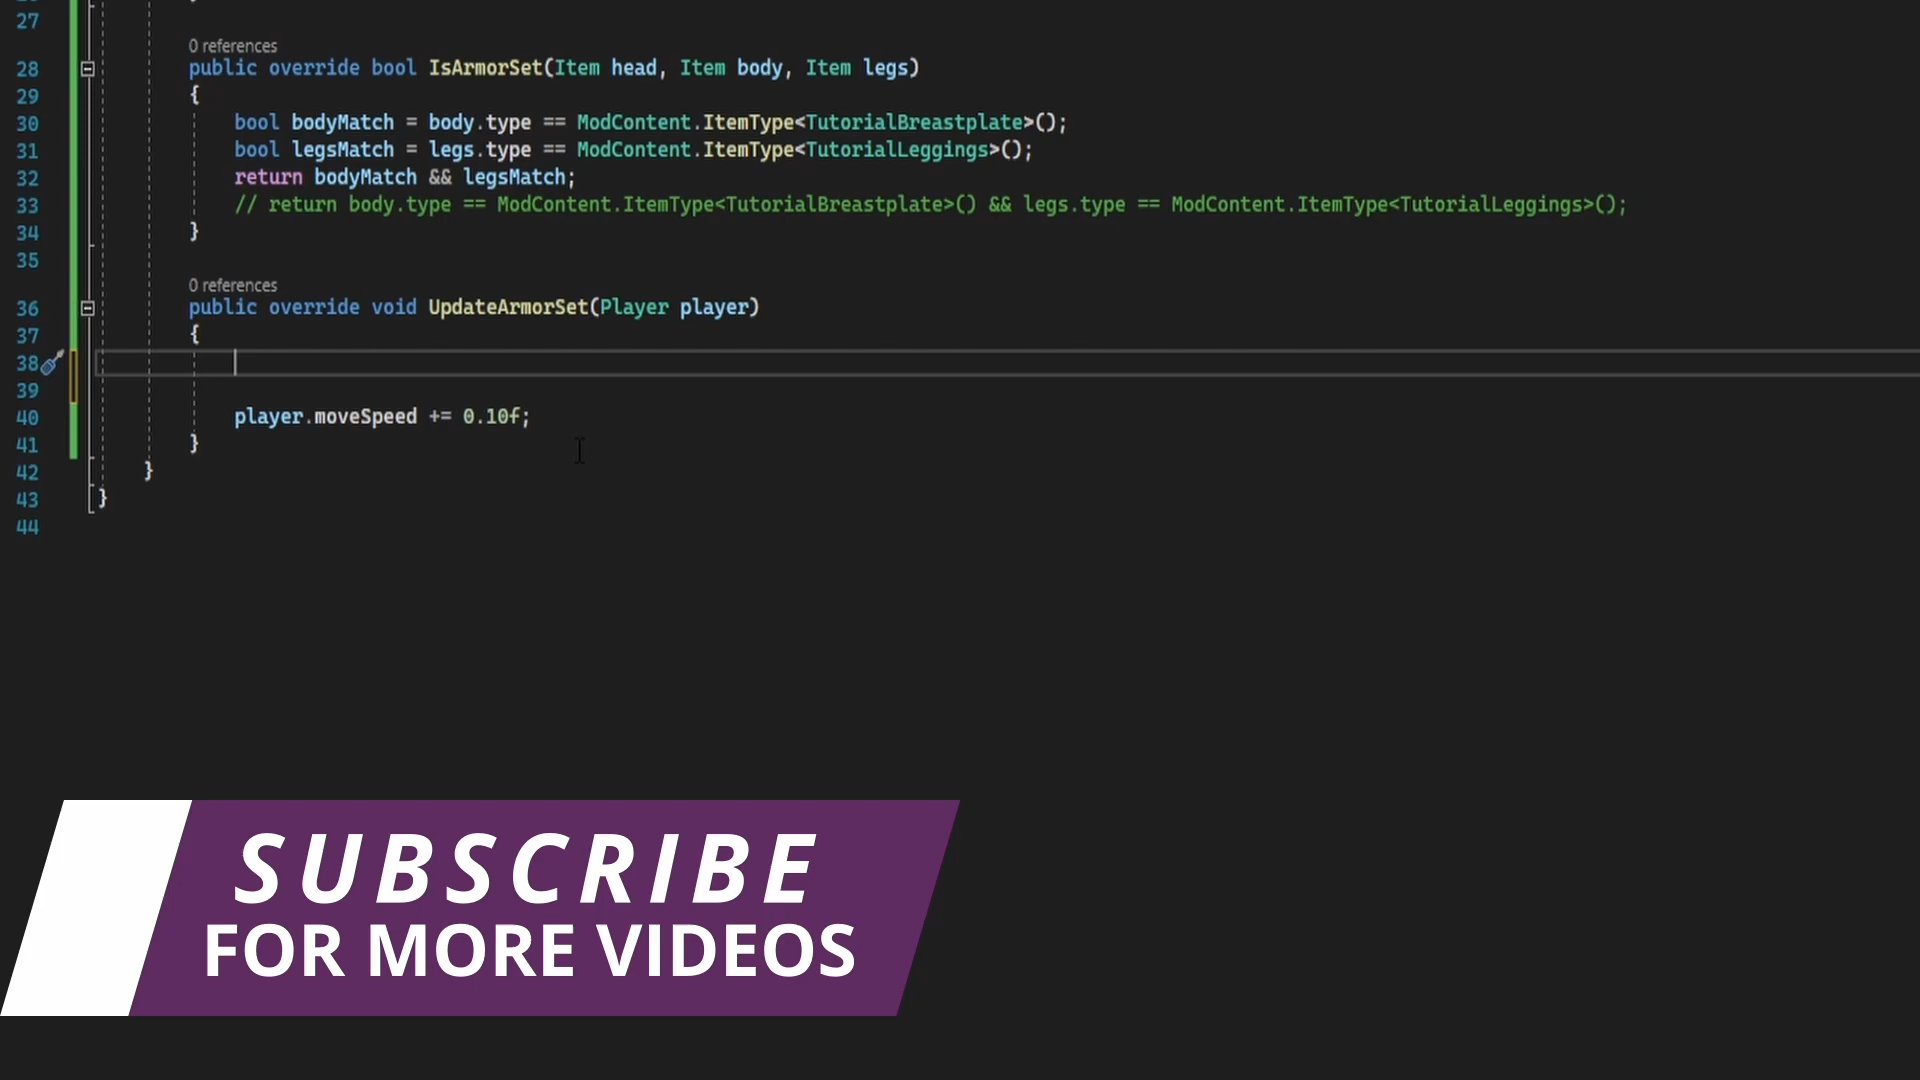 27
0 references
28 public override bool IsArmorSet(Item head, Item body, Item legs)
29 {
30 bool bodyMatch = body.type == ModContent.ItemType<TutorialBreastplate>();
31 bool legsMatch = legs.type == ModContent.ItemType<TutorialLeggings>();
32 return bodyMatch && legsMatch;
33 // return body.type == ModContent.ItemType<TutorialBreastplate>() && legs.type == ModContent.ItemType<TutorialLeggings>();
34 }
35
0 references
36 public override void UpdateArmorSet(Player player)
37 {
38
39
40 player.moveSpeed += 0.10f;
41 }
42 }
43 }
44
SUBSCRIBE
FOR MORE VIDEOS